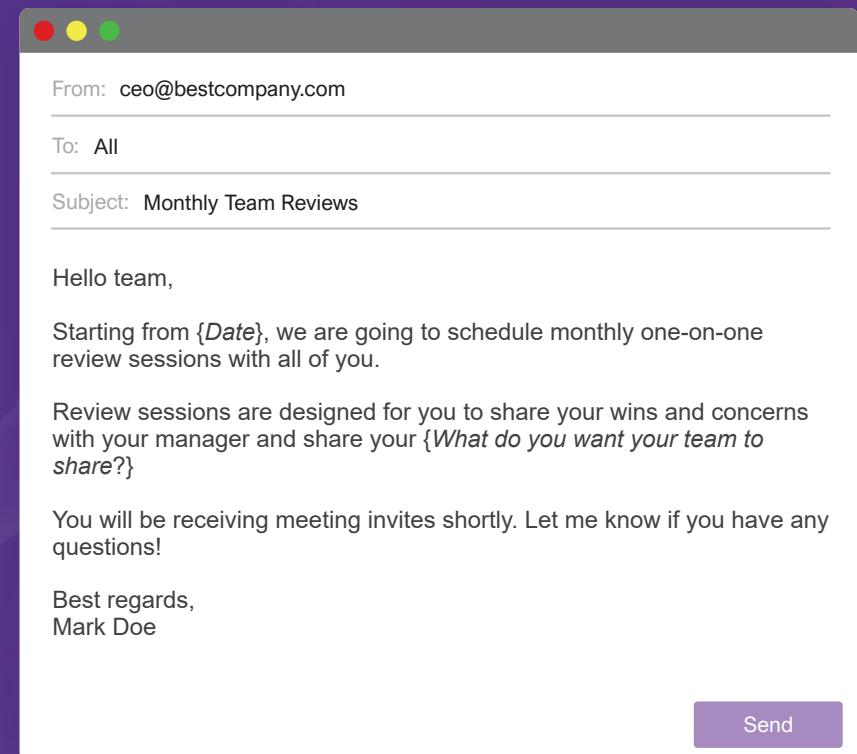 From: ceo@bestcompany.com
To: All
Subject: Monthly Team Reviews
Hello team,
Starting from {Date}, we are going to schedule monthly one-on-one
review sessions with all of you.
Review sessions are designed for you to share your wins and concerns
with your manager and share your {What do you want your team to
share?}
You will be receiving meeting invites shortly. Let me know if you have any
questions!
Best regards,
Mark Doe
Send